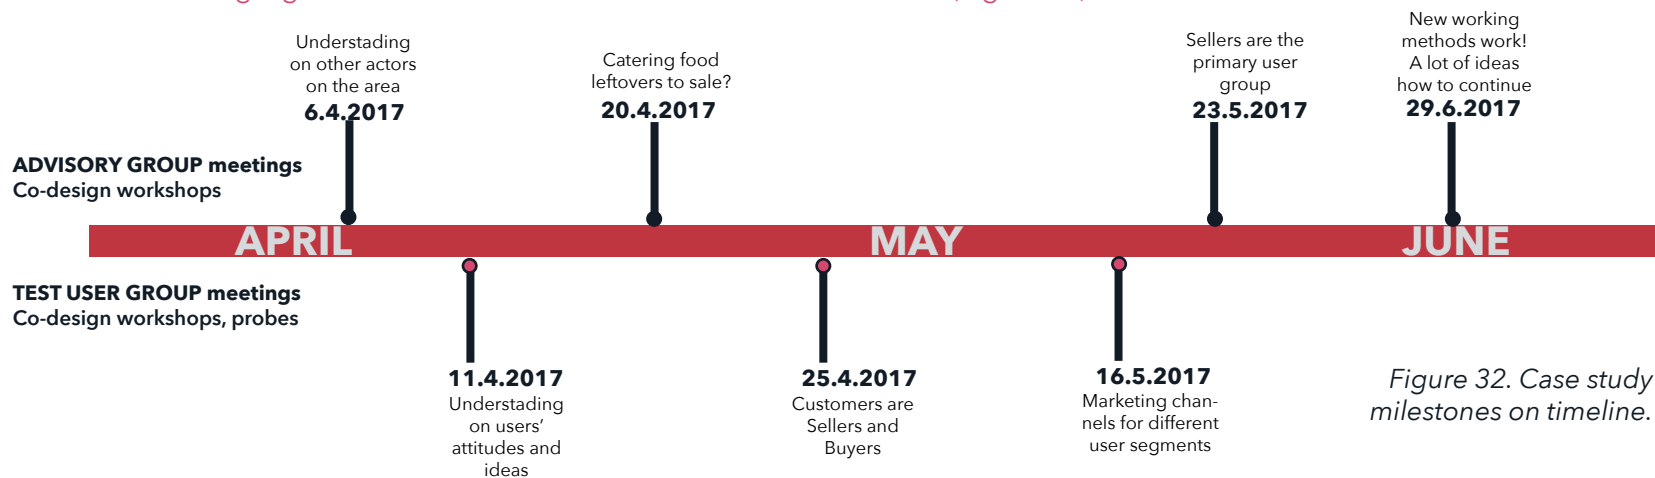 Understading
on other actors
on the area
6.4.2017
Catering food
leftovers to sale?
20.4.2017
Sellers are the
primary user
group
23.5.2017
New working
methods work!
A lot of ideas
how to continue
29.6.2017
ADVISORY GROUP meetings
Co-design workshops
APRIL
MAY
JUNE
TEST USER GROUP meetings
Co-design workshops, probes
11.4.2017
Understading
on users’
attitudes and
ideas
25.4.2017
Customers are
Sellers and
Buyers
16.5.2017
Marketing chan-
nels for different
user segments
Figure 32. Case study
milestones on timeline.